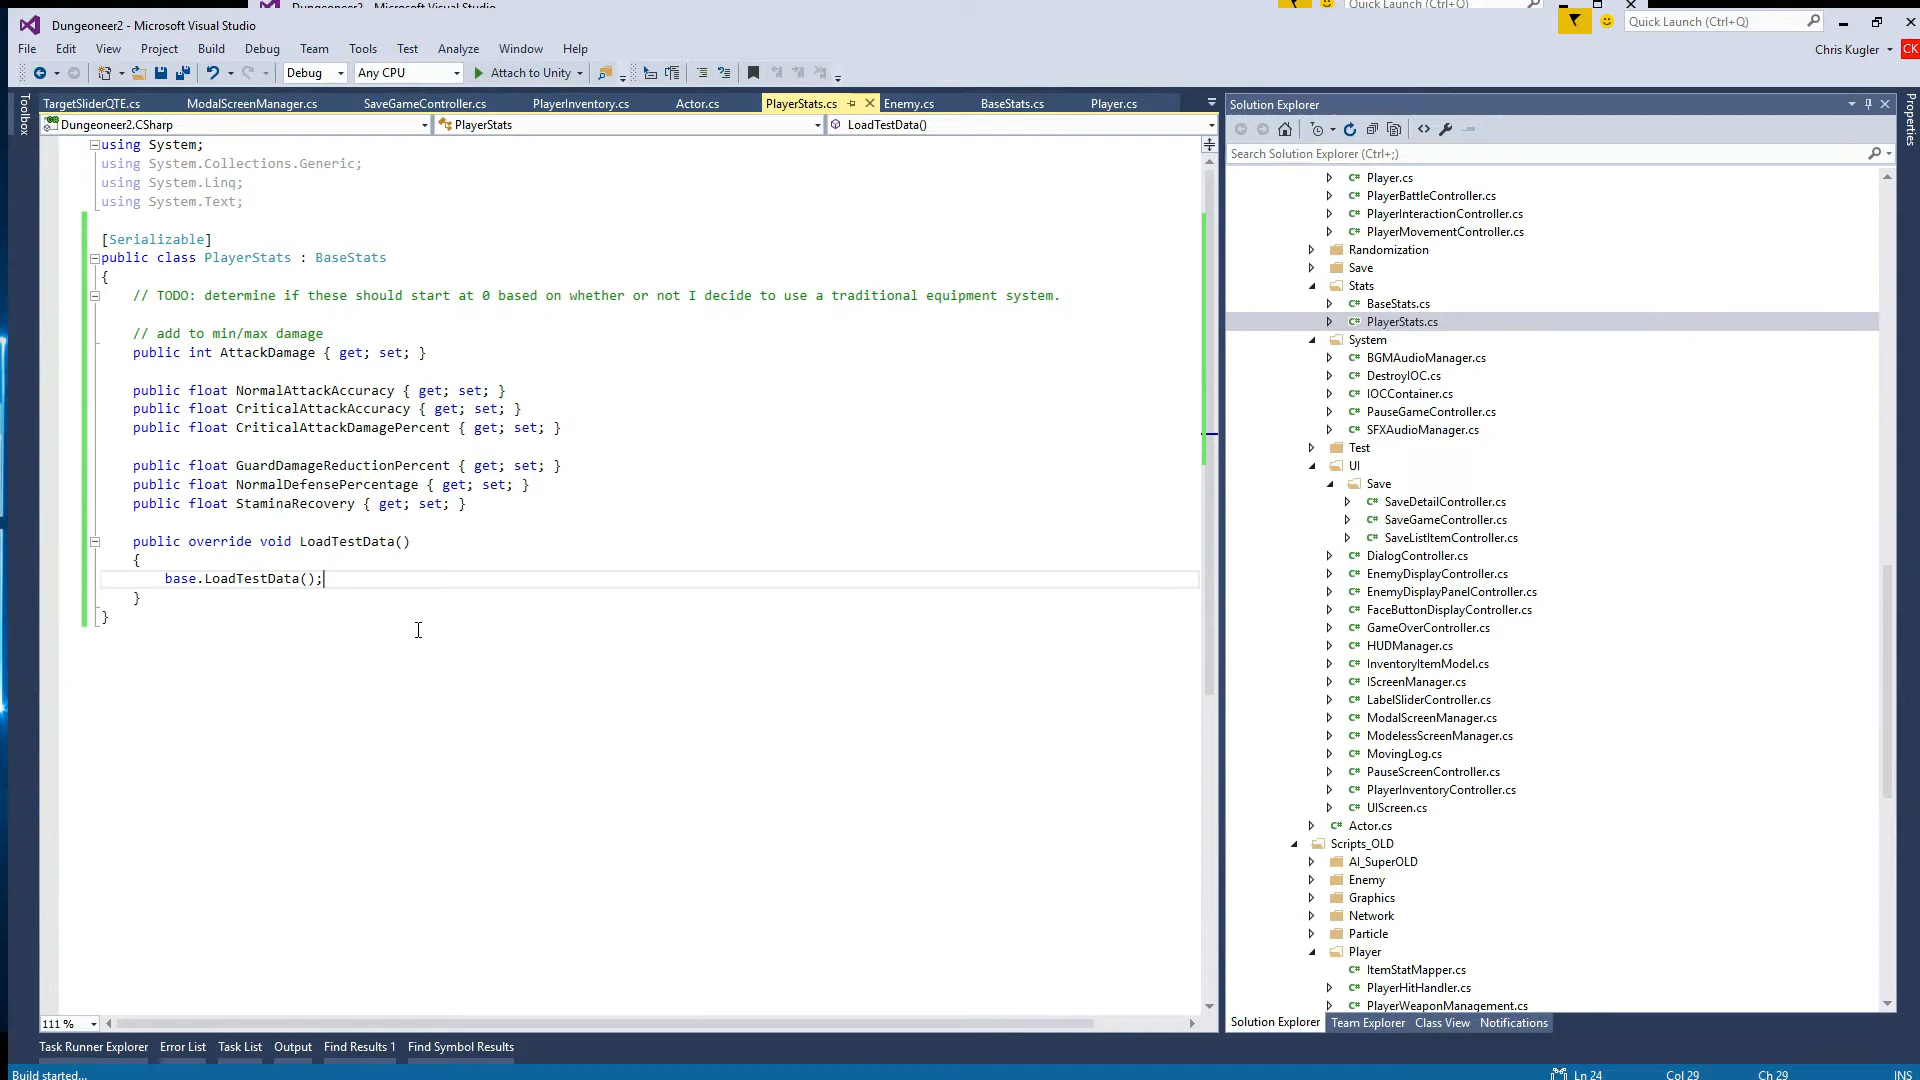 Dungeoneer2 - Microsoft Visual Studio
Quick Launch (Ctrl+Q)
Dungeoneer2 - Microsoft Visual Studio
Quick Launch (Ctrl+Q)
File Edit View Project Build Debug Team Tools Test Analyze Window Help
Chris Kugler
CK
Debug
Any CPU
Attach to Unity
Toolbox
TargetSliderQTE.cs
ModalScreenManager.cs
SaveGameController.cs
PlayerInventory.cs
Actor.cs
PlayerStats.cs
Enemy.cs
BaseStats.cs
Player.cs
Dungeoneer2.CSharp
PlayerStats
LoadTestData()
using System;
using System.Collections.Generic;
using System.Linq;
using System.Text;
[Serializable]
public class PlayerStats : BaseStats
{
// TODO: determine if these should start at 0 based on whether or not I decide to use a traditional equipment system.
// add to min/max damage
public int AttackDamage { get; set; }
public float NormalAttackAccuracy { get; set; }
public float CriticalAttackAccuracy { get; set; }
public float CriticalAttackDamagePercent { get; set; }
public float GuardDamageReductionPercent { get; set; }
public float NormalDefensePercentage { get; set; }
public float StaminaRecovery { get; set; }
public override void LoadTestData()
{
base.LoadTestData();
}
}
111 %
Solution Explorer
Search Solution Explorer (Ctrl+;)
C# Player.cs
C# PlayerBattleController.cs
C# PlayerInteractionController.cs
C# PlayerMovementController.cs
Randomization
Save
Stats
C# BaseStats.cs
C# PlayerStats.cs
System
C# BGMAudioManager.cs
C# DestroyIOC.cs
C# IOCContainer.cs
C# PauseGameController.cs
C# SFXAudioManager.cs
Test
UI
Save
C# SaveDetailController.cs
C# SaveGameController.cs
C# SaveListItemController.cs
C# DialogController.cs
C# EnemyDisplayController.cs
C# EnemyDisplayPanelController.cs
C# FaceButtonDisplayController.cs
C# GameOverController.cs
C# HUDManager.cs
C# InventoryItemModel.cs
C# IScreenManager.cs
C# LabelSliderController.cs
C# ModalScreenManager.cs
C# ModelessScreenManager.cs
C# MovingLog.cs
C# PauseScreenController.cs
C# PlayerInventoryController.cs
C# UIScreen.cs
C# Actor.cs
Scripts_OLD
AI_SuperOLD
Enemy
Graphics
Network
Particle
Player
C# ItemStatMapper.cs
C# PlayerHitHandler.cs
C# PlayerWeaponManagement.cs
Solution Explorer Team Explorer Class View Notifications
Properties
Task Runner Explorer Error List Task List Output Find Results 1 Find Symbol Results
Build started...
Ln 24 Col 29 Ch 29 INS